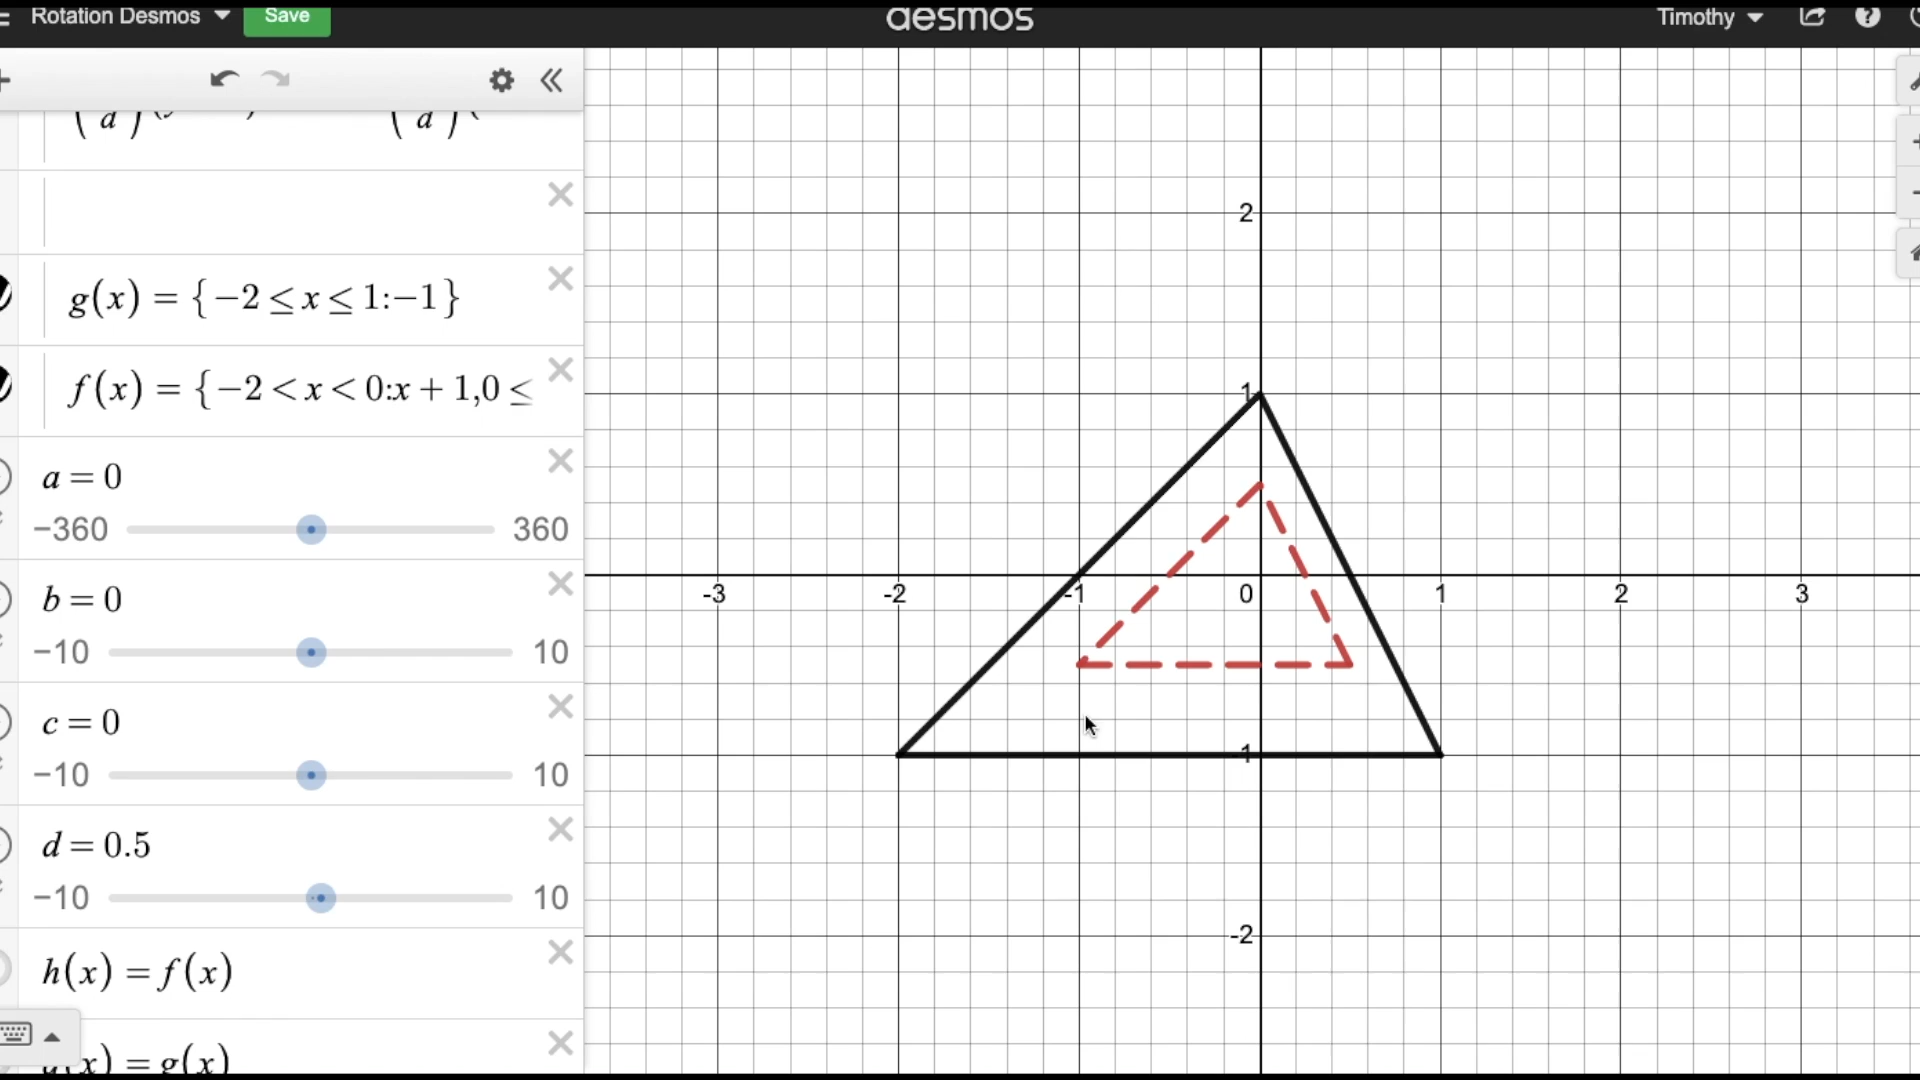 Rotation Desmos Save desmos Timothy
( a ) ( a )
g(x) = {−2≤x≤1:−1}
f(x) = {−2<x<0:x+1,0≤
a = 0
−360 360
b = 0
−10 10
c = 0
−10 10
d = 0.5
−10 10
h(x) = f(x)
x) = g(x)
2
1
-3 -2 -1 0 1 2 3
-1
-2